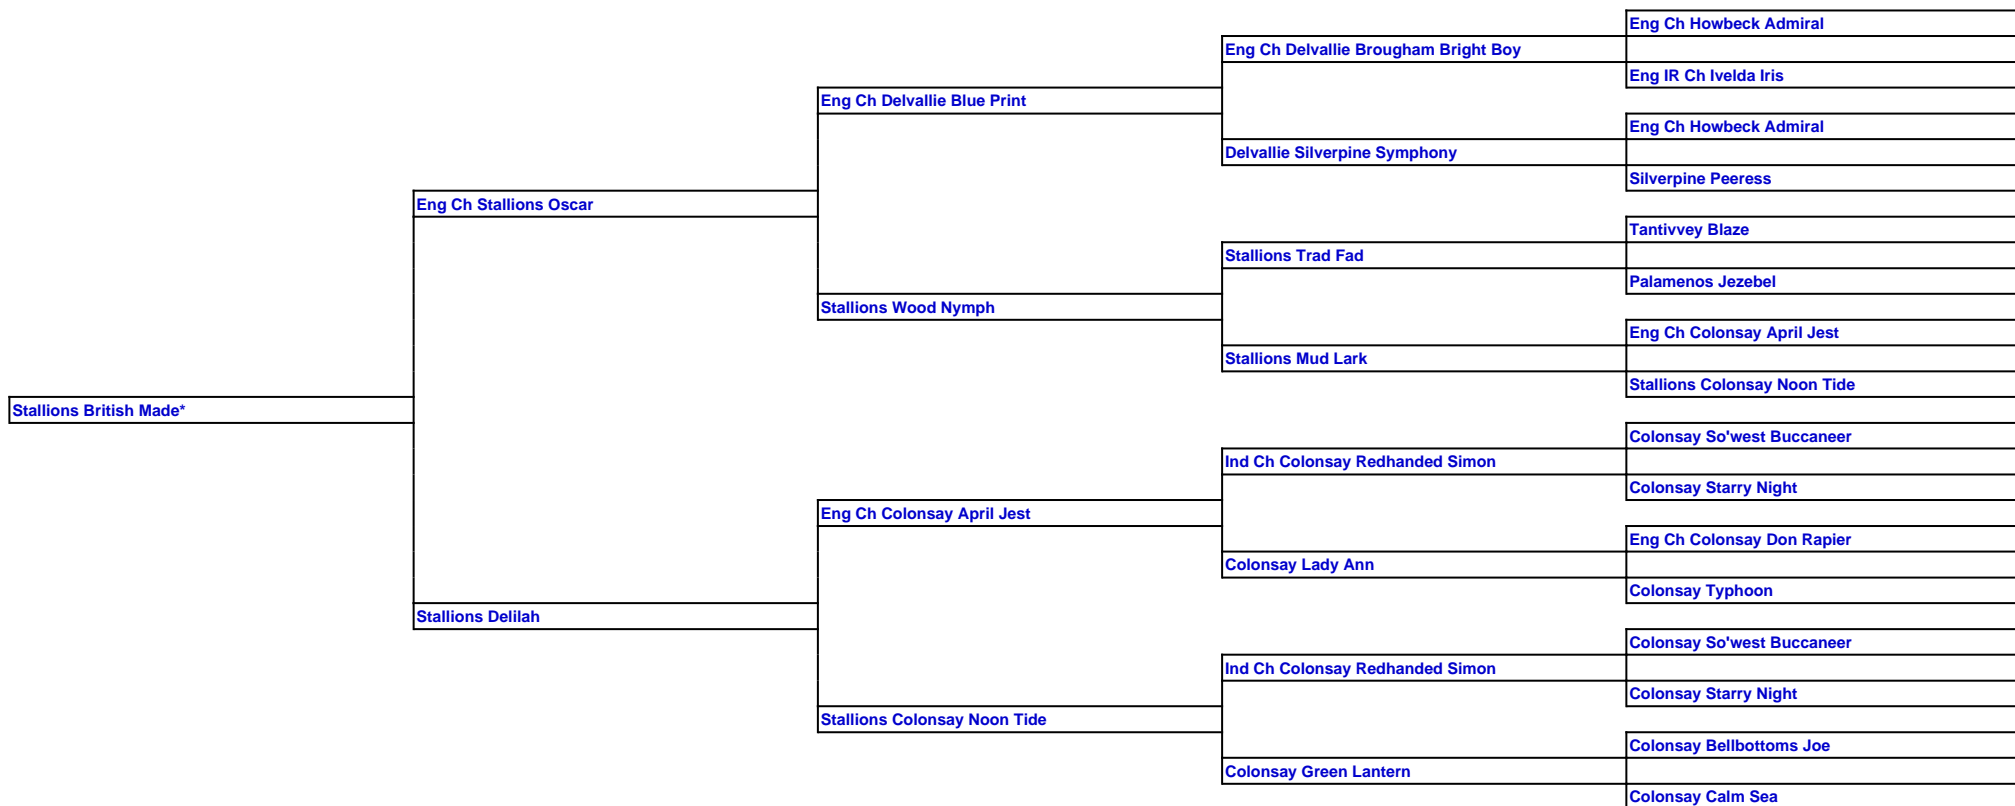 Eng Ch Howbeck Admiral
Eng Ch Delvallie Brougham Bright Boy
Eng IR Ch Ivelda Iris
Eng Ch Delvallie Blue Print
Eng Ch Howbeck Admiral
Delvallie Silverpine Symphony
Silverpine Peeress
Eng Ch Stallions Oscar
Tantivvey Blaze
Stallions Trad Fad
Palamenos Jezebel
Stallions Wood Nymph
Eng Ch Colonsay April Jest
Stallions Mud Lark
Stallions Colonsay Noon Tide
Stallions British Made*
Colonsay So'west Buccaneer
Ind Ch Colonsay Redhanded Simon
Colonsay Starry Night
Eng Ch Colonsay April Jest
Eng Ch Colonsay Don Rapier
Colonsay Lady Ann
Colonsay Typhoon
Stallions Delilah
Colonsay So'west Buccaneer
Ind Ch Colonsay Redhanded Simon
Colonsay Starry Night
Stallions Colonsay Noon Tide
Colonsay Bellbottoms Joe
Colonsay Green Lantern
Colonsay Calm Sea